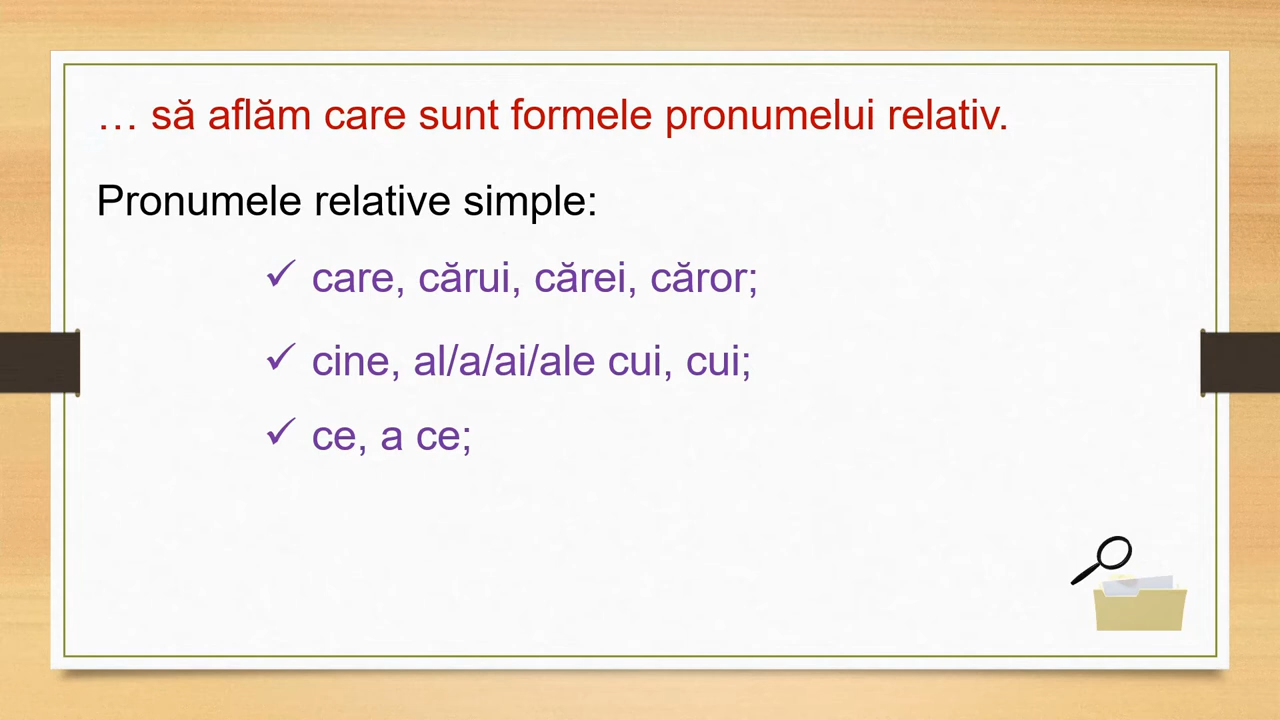 … să aflăm care sunt formele pronumelui relativ.
Pronumele relative simple:
✓ care, cărui, cărei, căror;
✓ cine, al/a/ai/ale cui, cui;
✓ ce, a ce;